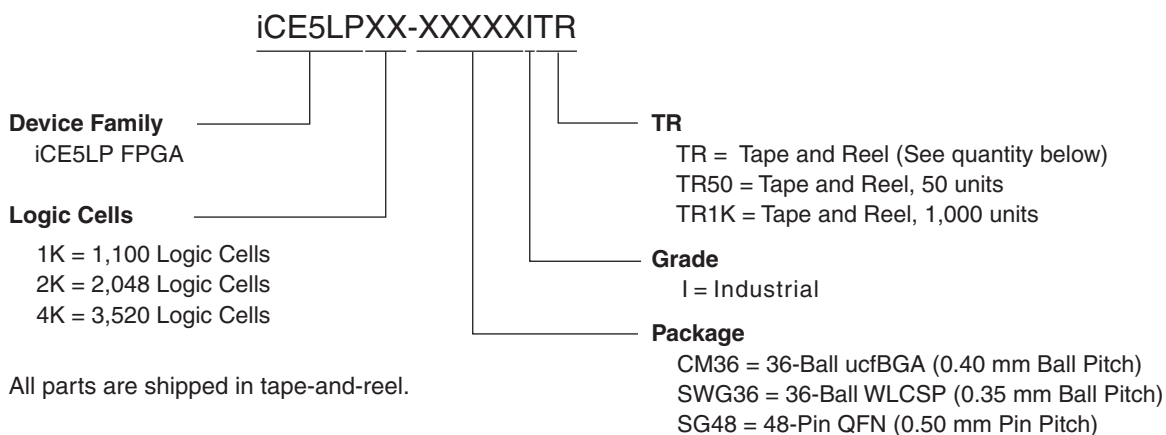 iCE5LPXX-XXXXXITR
Device Family
iCE5LP FPGA
Logic Cells
1K = 1,100 Logic Cells
2K = 2,048 Logic Cells
4K = 3,520 Logic Cells
All parts are shipped in tape-and-reel.
TR
TR = Tape and Reel (See quantity below)
TR50 = Tape and Reel, 50 units
TR1K = Tape and Reel, 1,000 units
Grade
I = Industrial
Package
CM36 = 36-Ball ucfBGA (0.40 mm Ball Pitch)
SWG36 = 36-Ball WLCSP (0.35 mm Ball Pitch)
SG48 = 48-Pin QFN (0.50 mm Pin Pitch)